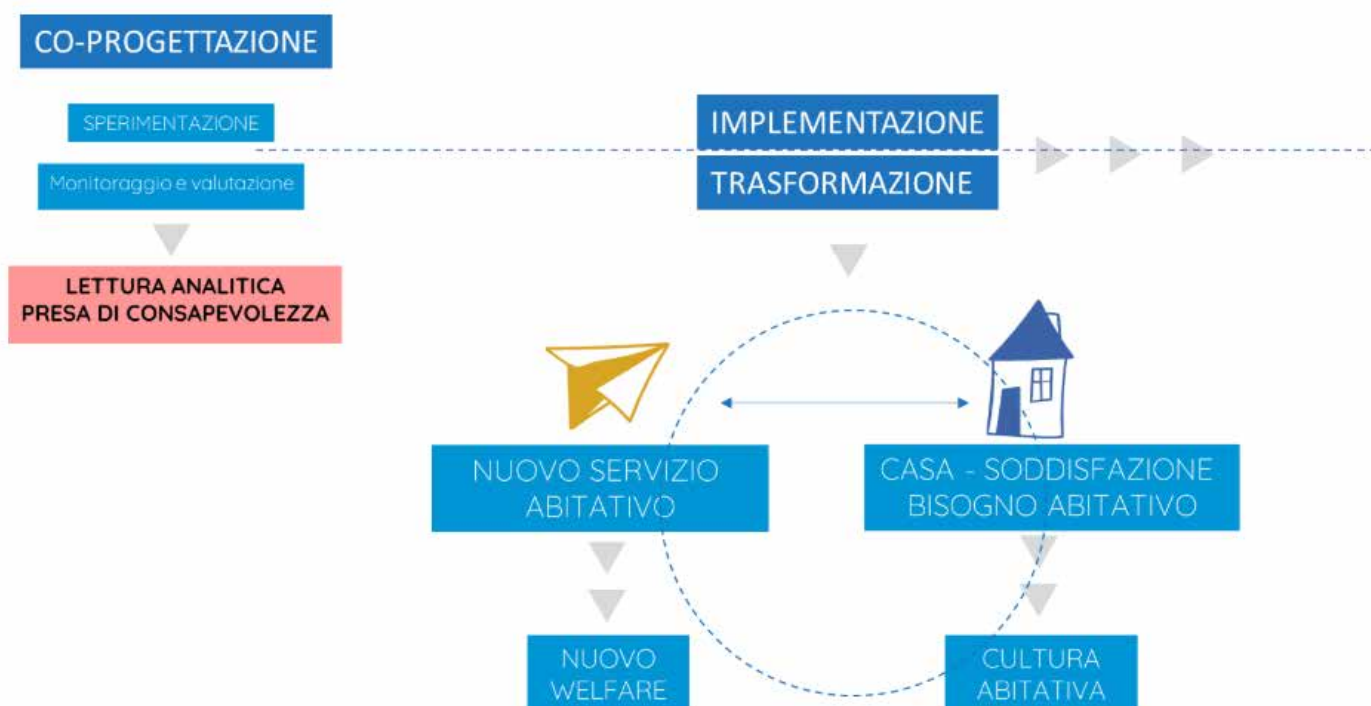 CO-PROGETTAZIONE
SPERIMENTAZIONE
Monitoraggio e valutazione
LETTURA ANALITICA
PRESA DI CONSAPEVOLEZZA
IMPLEMENTAZIONE
TRASFORMAZIONE
NUOVO SERVIZIO
ABITATIVO
CASA - SODDISFAZIONE
BISOGNO ABITATIVO
NUOVO
WELFARE
CULTURA
ABITATIVA